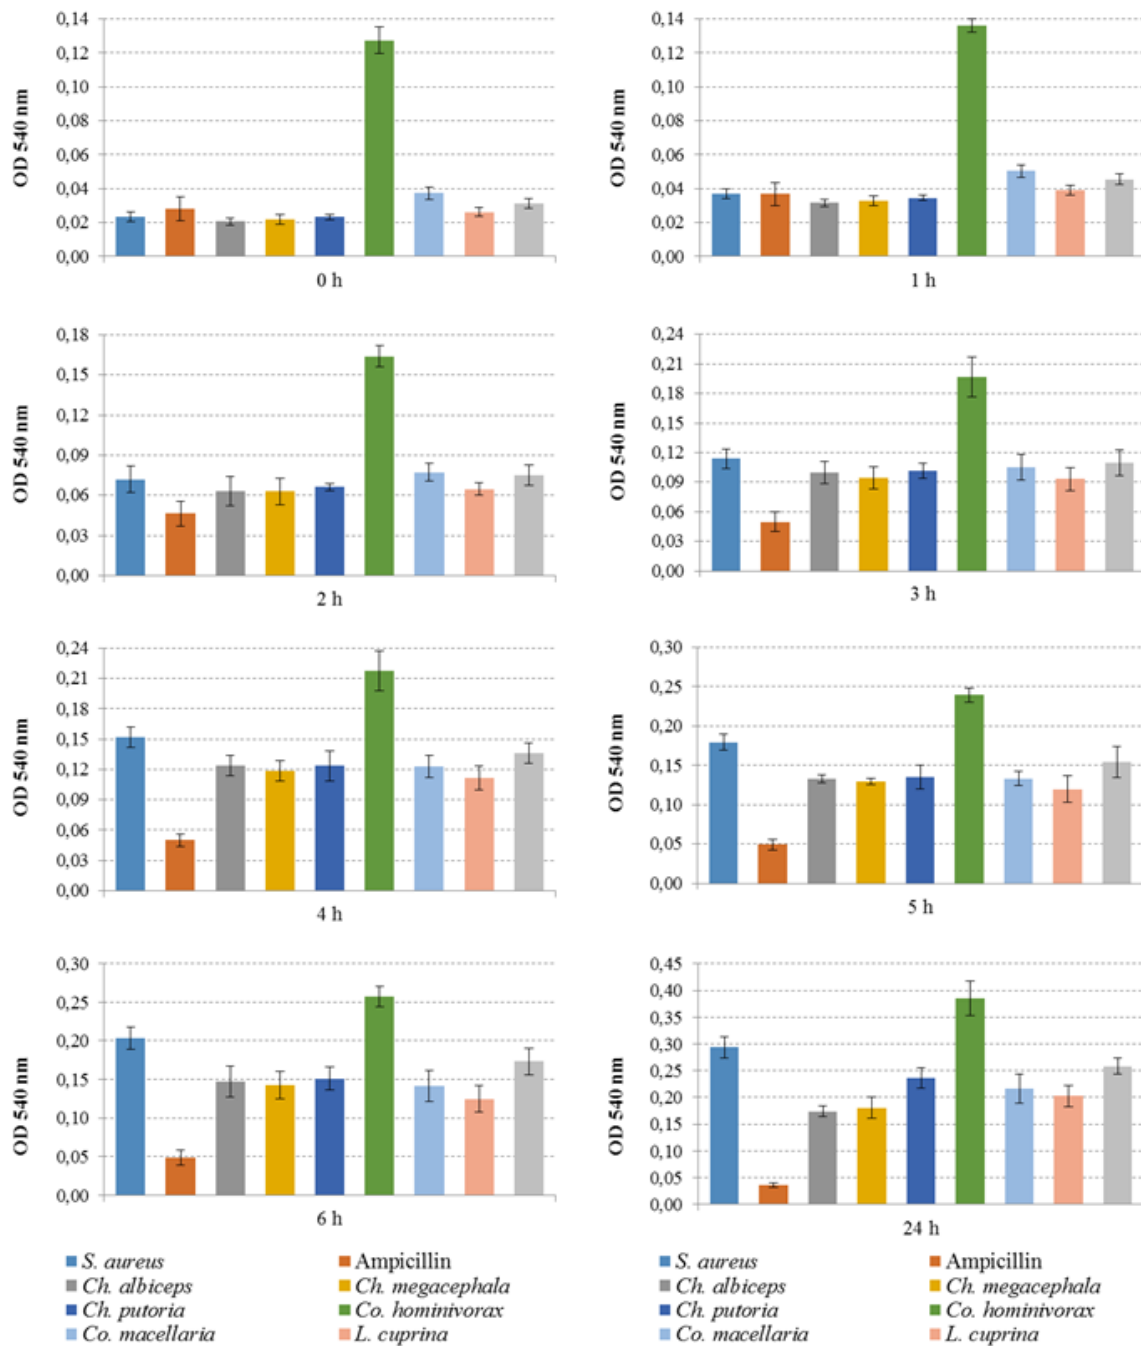 0,14
0,12
0,10
0,08
0,06
0,04
0,02
0,00
OD 540 nm
0 h
0,14
0,12
0,10
0,08
0,06
0,04
0,02
0,00
OD 540 nm
1 h
0,18
0,15
0,12
0,09
0,06
0,03
0,00
OD 540 nm
2 h
0,24
0,21
0,18
0,15
0,12
0,09
0,06
0,03
0,00
OD 540 nm
3 h
0,24
0,21
0,18
0,15
0,12
0,09
0,06
0,03
0,00
OD 540 nm
4 h
0,30
0,25
0,20
0,15
0,10
0,05
0,00
OD 540 nm
5 h
0,30
0,25
0,20
0,15
0,10
0,05
0,00
OD 540 nm
6 h
0,45
0,40
0,35
0,30
0,25
0,20
0,15
0,10
0,05
0,00
OD 540 nm
24 h
S. aureus
Ampicillin
Ch. albiceps
Ch. megacephala
Ch. putoria
Co. hominivorax
Co. macellaria
L. cuprina
S. aureus
Ampicillin
Ch. albiceps
Ch. megacephala
Ch. putoria
Co. hominivorax
Co. macellaria
L. cuprina